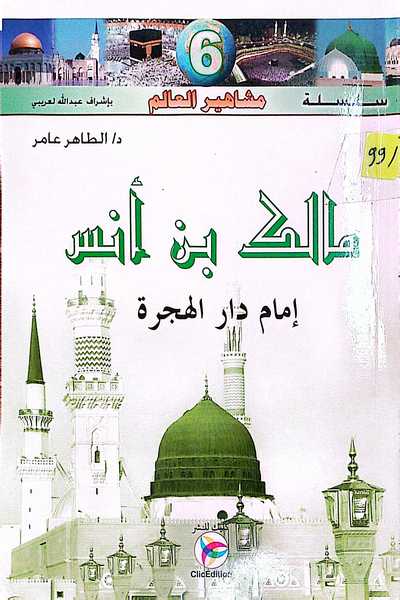 6
سلسلة مشاهير العالم بإشراف عبدالله لعريبي
د/ الطاهر عامر
99/
مالك بن أنس
إمام دار الهجرة
ClicEdition